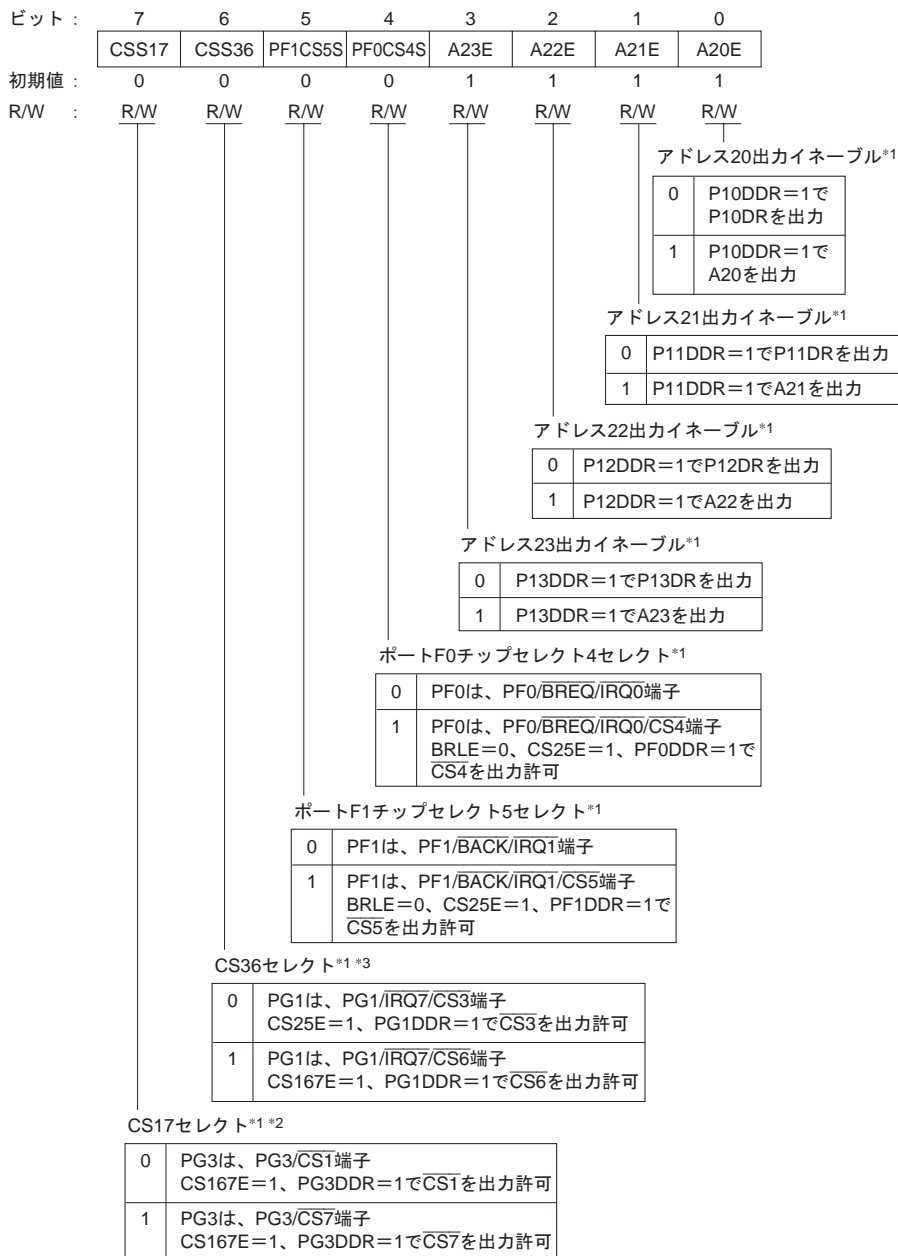 ビット : 7 6 5 4 3 2 1 0
CSS17 CSS36 PF1CS5S PF0CS4S A23E A22E A21E A20E
初期値 : 0 0 0 0 1 1 1 1
R/W : R/W R/W R/W R/W R/W R/W R/W R/W
アドレス20出力イネーブル*1
0 P10DDR=1で
P10DRを出力
1 P10DDR=1で
A20を出力
アドレス21出力イネーブル*1
0 P11DDR=1でP11DRを出力
1 P11DDR=1でA21を出力
アドレス22出力イネーブル*1
0 P12DDR=1でP12DRを出力
1 P12DDR=1でA22を出力
アドレス23出力イネーブル*1
0 P13DDR=1でP13DRを出力
1 P13DDR=1でA23を出力
ポートF0チップセレクト4セレクト*1
0 PF0は、PF0/BREQ/IRQ0端子
1 PF0は、PF0/BREQ/IRQ0/CS4端子
BRLE=0、CS25E=1、PF0DDR=1で
CS4を出力許可
ポートF1チップセレクト5セレクト*1
0 PF1は、PF1/BACK/IRQ1端子
1 PF1は、PF1/BACK/IRQ1/CS5端子
BRLE=0、CS25E=1、PF1DDR=1で
CS5を出力許可
CS36セレクト*1 *3
0 PG1は、PG1/IRQ7/CS3端子
CS25E=1、PG1DDR=1でCS3を出力許可
1 PG1は、PG1/IRQ7/CS6端子
CS167E=1、PG1DDR=1でCS6を出力許可
CS17セレクト*1 *2
0 PG3は、PG3/CS1端子
CS167E=1、PG3DDR=1でCS1を出力許可
1 PG3は、PG3/CS7端子
CS167E=1、PG3DDR=1でCS7を出力許可